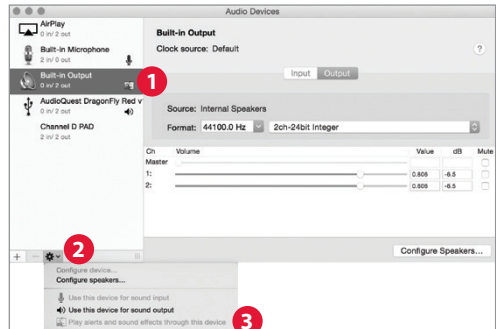 Audio Devices
AirPlay
0 in/ 2 out
Built-in Microphone
2 in/ 0 out
Built-in Output
0 in/ 2 out
1
AudioQuest DragonFly Red v
0 in/ 2 out
Channel D PAD
2 in/ 2 out
Built-in Output
Clock source: Default
?
Input Output
Source: Internal Speakers
Format: 44100.0 Hz 2ch-24bit Integer
Ch Volume Value dB Mute
Master
1: 0.806 -6.5
2: 0.806 -6.5
+ −
2
Configure Speakers...
Configure device...
Configure speakers...
Use this device for sound input
Use this device for sound output
Play alerts and sound effects through this device
3